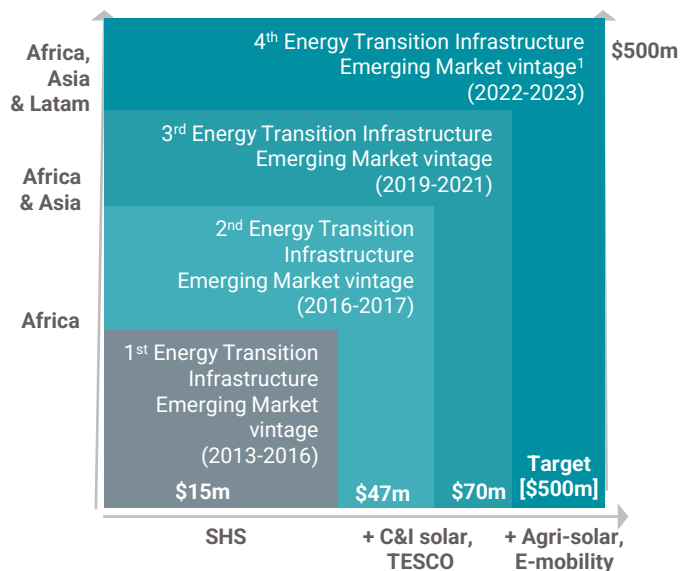 Africa,
Asia
& Latam
4th Energy Transition Infrastructure
Emerging Market vintage1
(2022-2023)
$500m
3rd Energy Transition Infrastructure
Emerging Market vintage
(2019-2021)
Africa
& Asia
2nd Energy Transition
Infrastructure
Emerging Market vintage
(2016-2017)
Africa
1st Energy Transition
Infrastructure
Emerging Market
vintage
(2013-2016)
$15m
$47m
$70m
Target
[$500m]
SHS
+ C&I solar,
TESCO
+ Agri-solar,
E-mobility